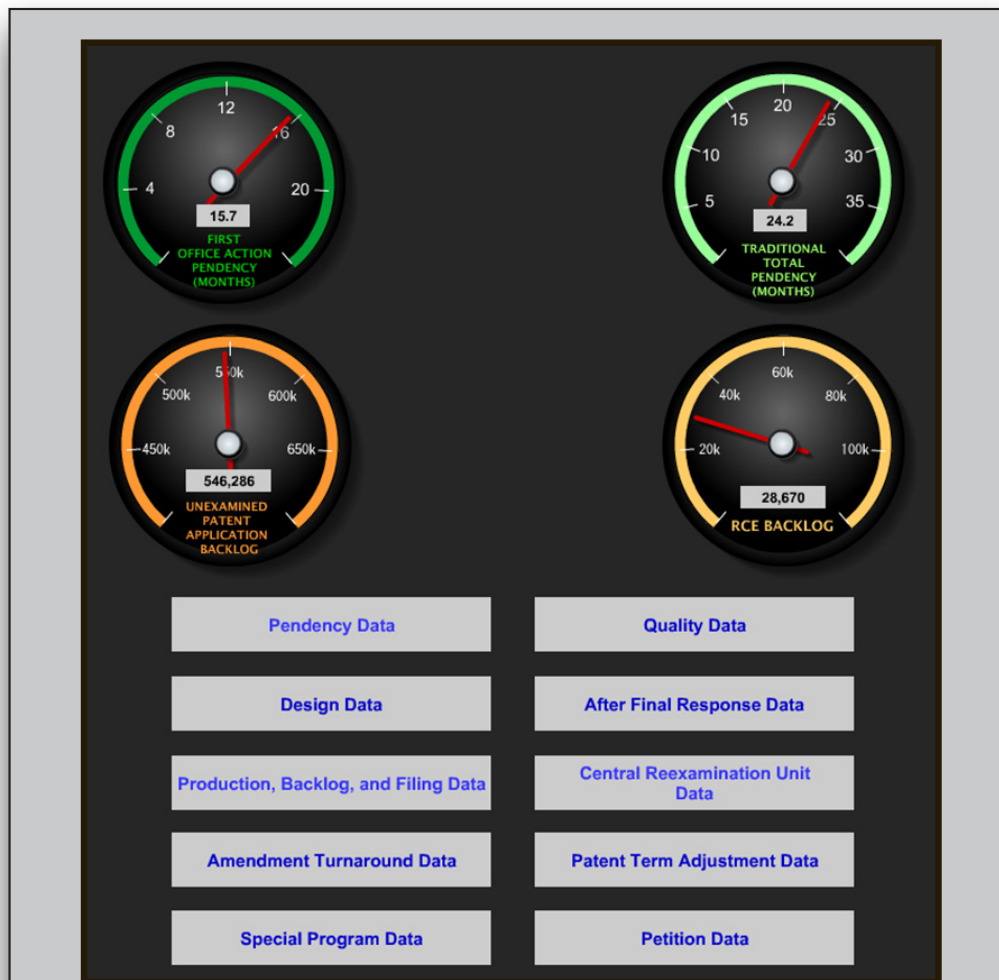 4
8
12
16
20
15.7
FIRST
OFFICE ACTION
PENDENCY
(MONTHS)
5
10
15
20
25
30
35
24.2
TRADITIONAL
TOTAL
PENDENCY
(MONTHS)
450k
500k
550k
600k
650k
546,286
UNEXAMINED
PATENT
APPLICATION
BACKLOG
20k
40k
60k
80k
100k
28,670
RCE BACKLOG
Pendency Data
Quality Data
Design Data
After Final Response Data
Production, Backlog, and Filing Data
Central Reexamination Unit
Data
Amendment Turnaround Data
Patent Term Adjustment Data
Special Program Data
Petition Data